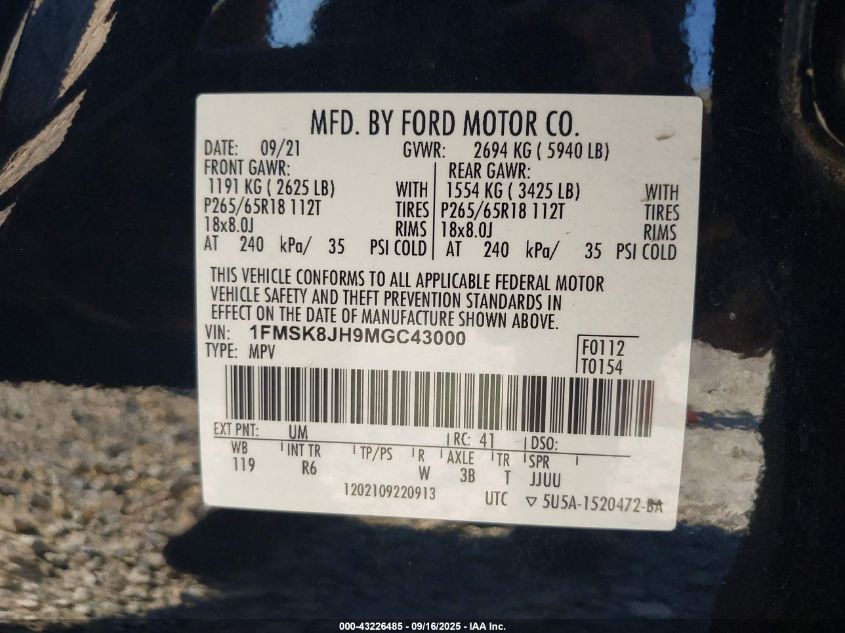 MFD. BY FORD MOTOR CO.
DATE: 09/21 GVWR: 2694 KG ( 5940 LB)
FRONT GAWR: REAR GAWR:
1191 KG ( 2625 LB) WITH 1554 KG ( 3425 LB) WITH
P265/65R18 112T TIRES P265/65R18 112T TIRES
18x8.0J RIMS 18x8.0J RIMS
AT 240 kPa/ 35 PSI COLD AT 240 kPa/ 35 PSI COLD
THIS VEHICLE CONFORMS TO ALL APPLICABLE FEDERAL MOTOR
VEHICLE SAFETY AND THEFT PREVENTION STANDARDS IN
EFFECT ON THE DATE OF MANUFACTURE SHOWN ABOVE.
VIN: 1FMSK8JH9MGC43000
TYPE: MPV
F0112
T0154
EXT PNT: UM RC: 41 DSO:
WB INT TR TP/PS R AXLE TR SPR
119 R6 W 3B T JJUU
1202109220913 UTC ▽ 5U5A-1520472-BA
000-43226485 - 09/16/2025 - IAA Inc.